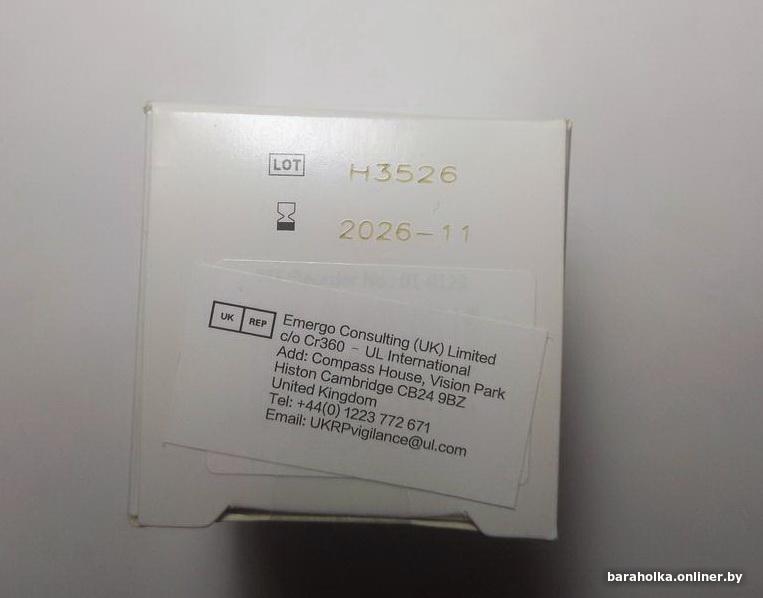 LOT H3526
2026-11
UK REP
Emergo Consulting (UK) Limited
c/o Cr360 - UL International
Add: Compass House, Vision Park
Histon Cambridge CB24 9BZ
United Kingdom
Tel: +44(0) 1223 772 671
Email: UKRPvigilance@ul.com
baraholka.onliner.by